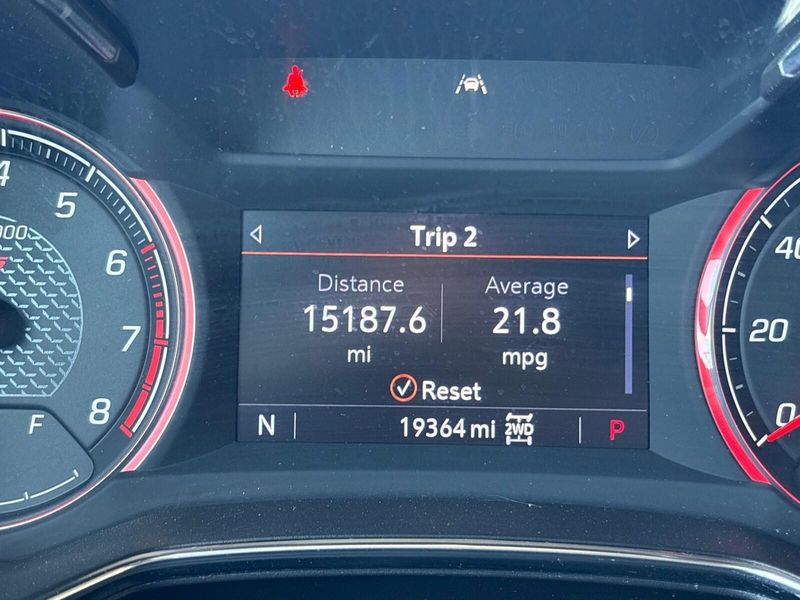 Trip 2
Distance
Average
15187.6
21.8
mi
mpg
Reset
N
19364 mi
2WD
P
4
5
6
7
8
000
F
40
20
0